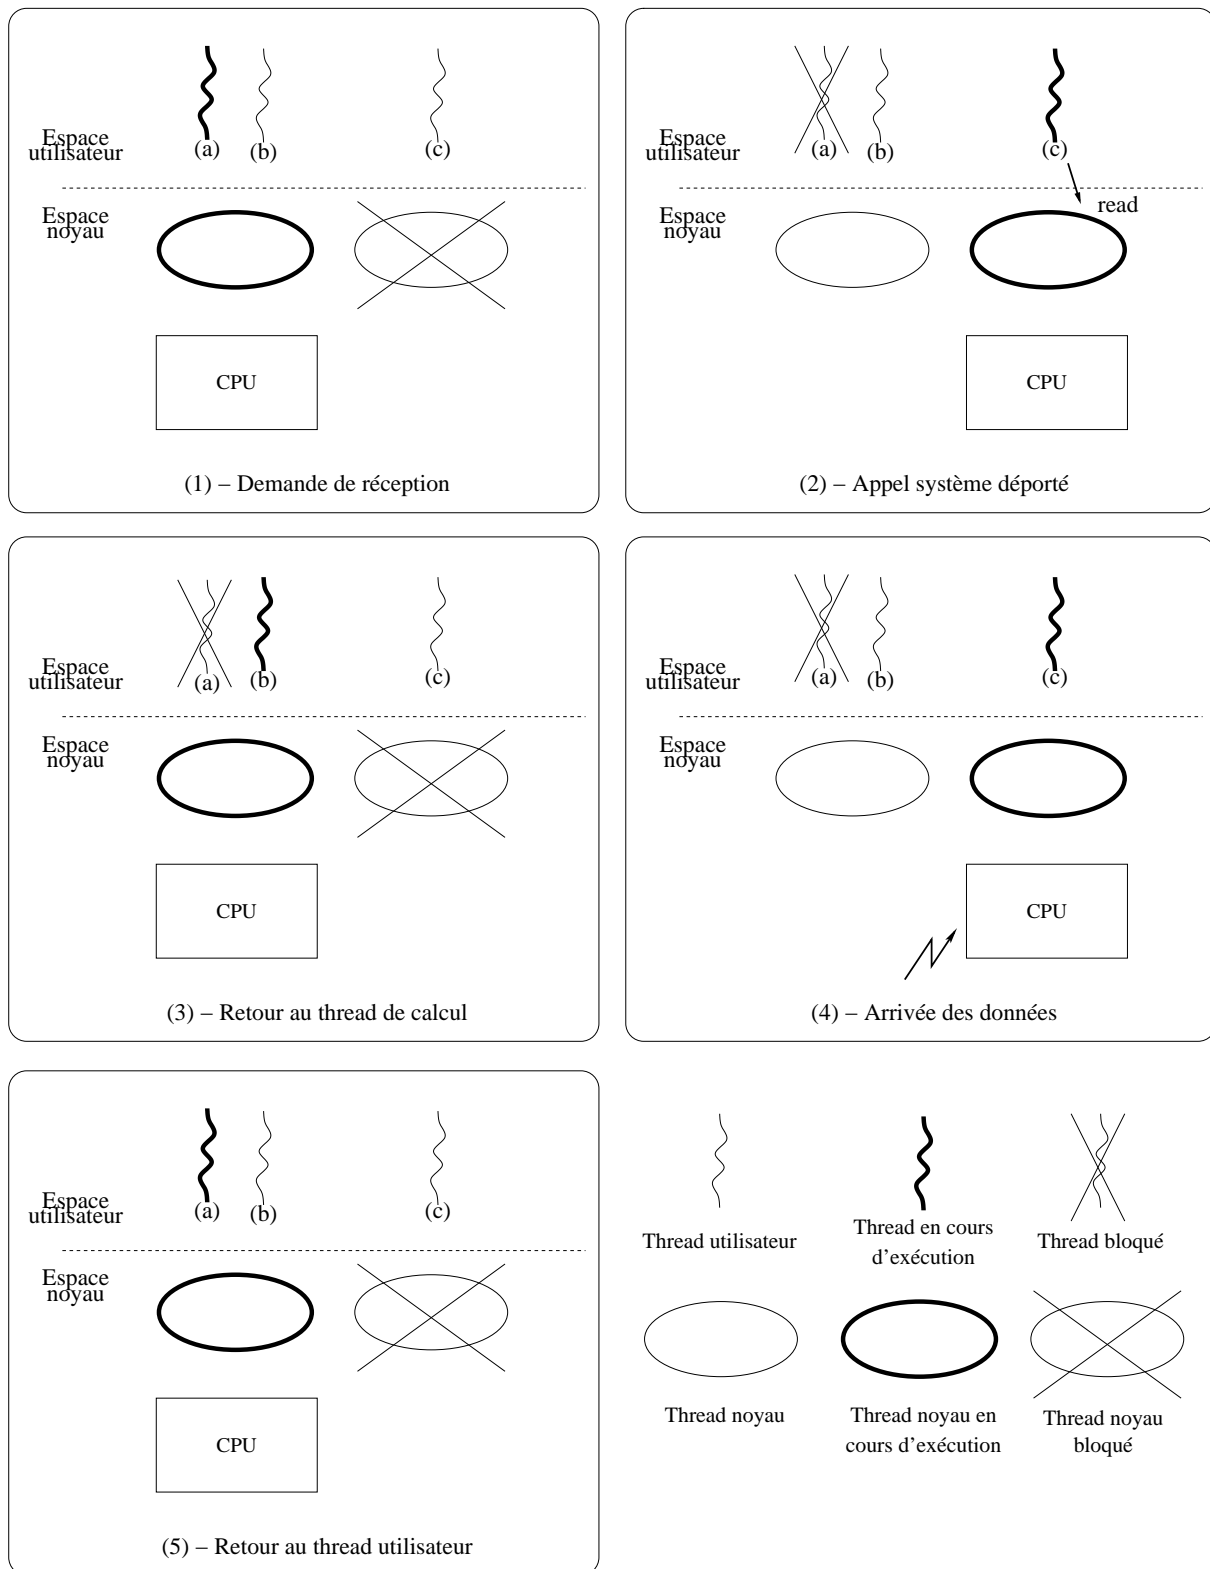 (a)
(b)
(c)
Espace
utilisateur
Espace
noyau
CPU
(1) – Demande de réception
(a)
(b)
(c)
Espace
utilisateur
read
Espace
noyau
CPU
(2) – Appel système déporté
(a)
(b)
(c)
Espace
utilisateur
Espace
noyau
CPU
(3) – Retour au thread de calcul
(a)
(b)
(c)
Espace
utilisateur
Espace
noyau
CPU
(4) – Arrivée des données
(a)
(b)
(c)
Espace
utilisateur
Espace
noyau
CPU
(5) – Retour au thread utilisateur
Thread utilisateur
Thread en cours
d’exécution
Thread bloqué
Thread noyau
Thread noyau en
cours d’exécution
Thread noyau
bloqué